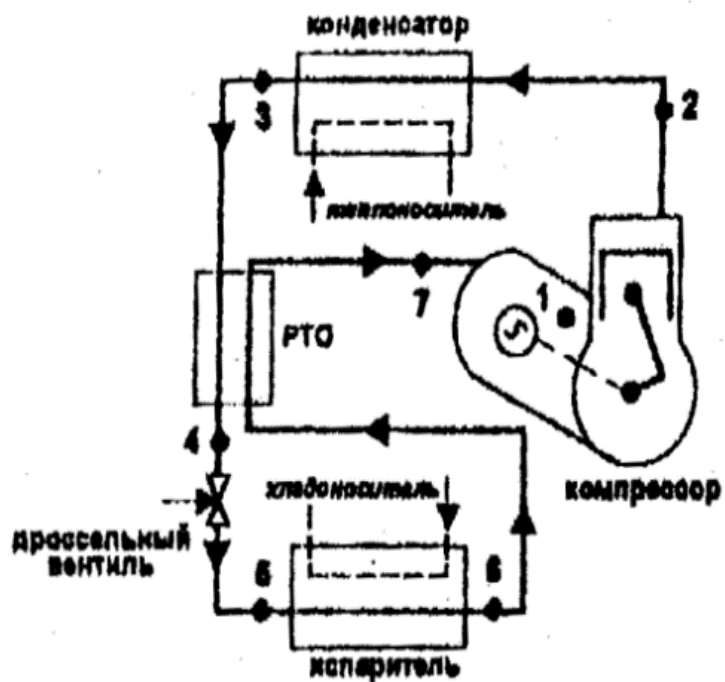 конденсатор
3
2
теплоноситель
7
1
РТО
4
компрессор
хладоноситель
дроссельный
вентиль
5
6
испаритель